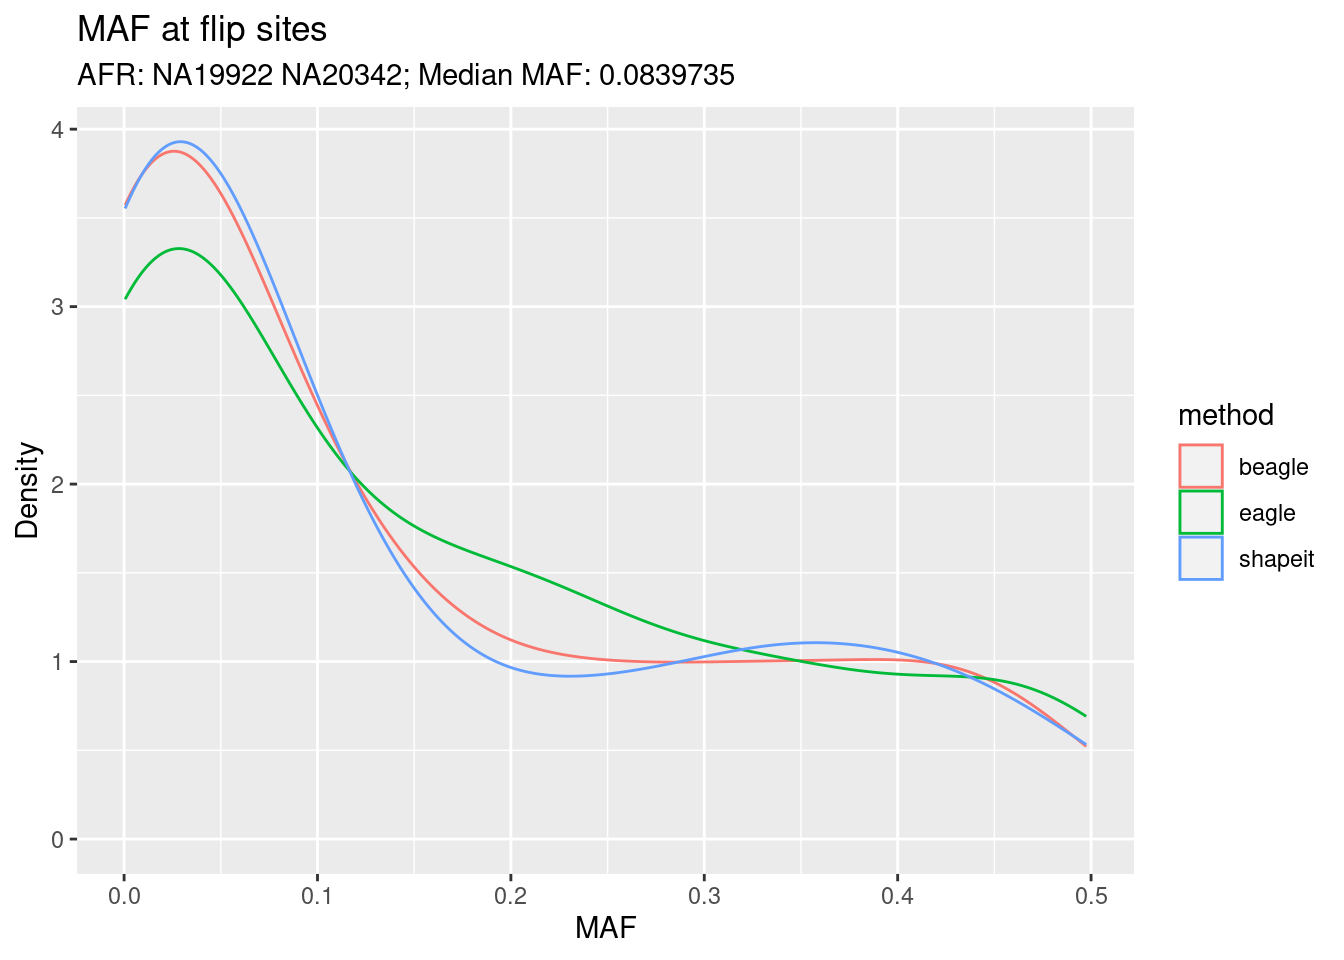 MAF at flip sites
AFR: NA19922 NA20342; Median MAF: 0.0839735
4
3
2
1
0
Density
0.0 0.1 0.2 0.3 0.4 0.5
MAF
method
beagle
eagle
shapeit